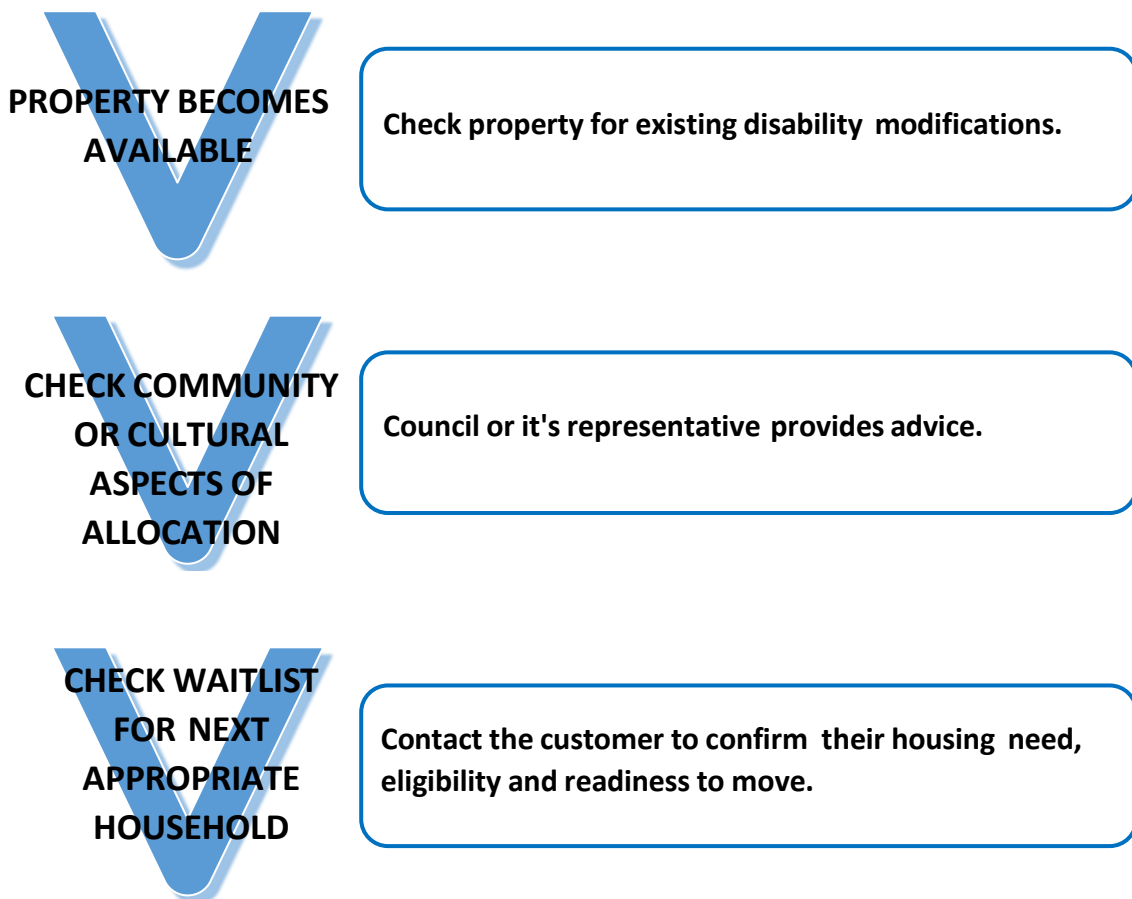 PROPERTY BECOMES
AVAILABLE
Check property for existing disability modifications.
CHECK COMMUNITY
OR CULTURAL
ASPECTS OF
ALLOCATION
Council or it's representative provides advice.
CHECK WAITLIST
FOR NEXT
APPROPRIATE
HOUSEHOLD
Contact the customer to confirm their housing need,
eligibility and readiness to move.